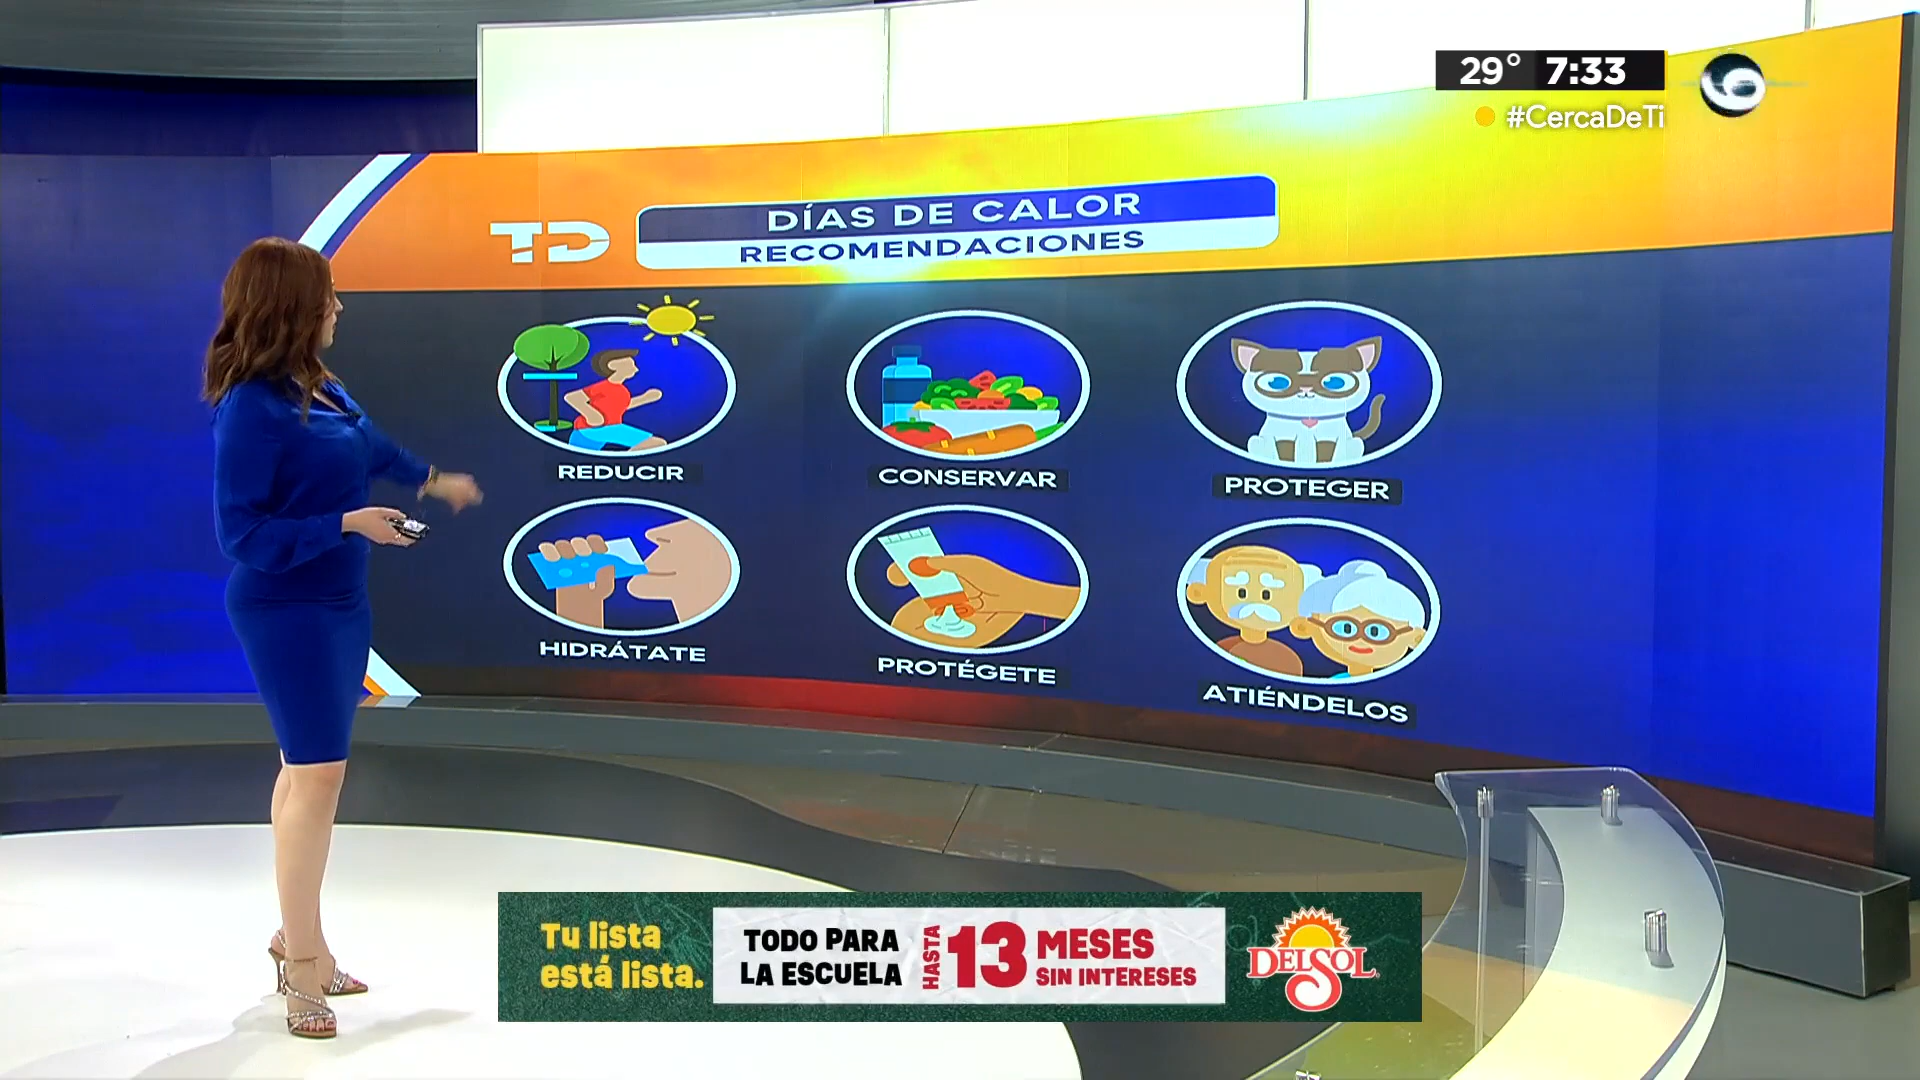 29° 7:33
#CercaDeTi
TD
DÍAS DE CALOR
RECOMENDACIONES
REDUCIR
CONSERVAR
PROTEGER
HIDRÁTATE
PROTÉGETE
ATIÉNDELOS
Tu lista
está lista.
TODO PARA
LA ESCUELA
HASTA
13 MESES
SIN INTERESES
DELSOL